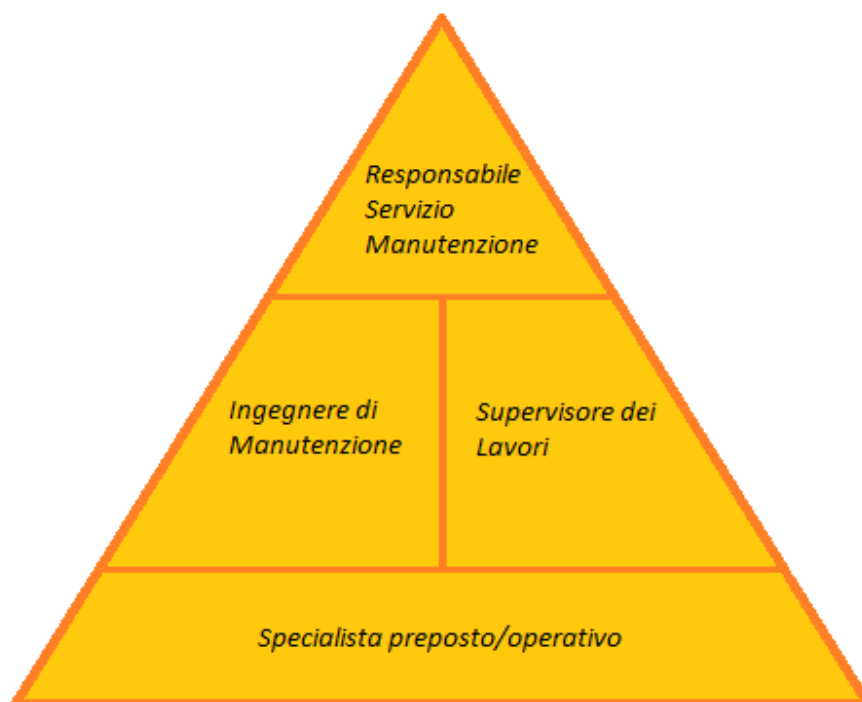 Responsabile
Servizio
Manutenzione
Ingegnere di
Manutenzione
Supervisore dei
Lavori
Specialista preposto/operativo